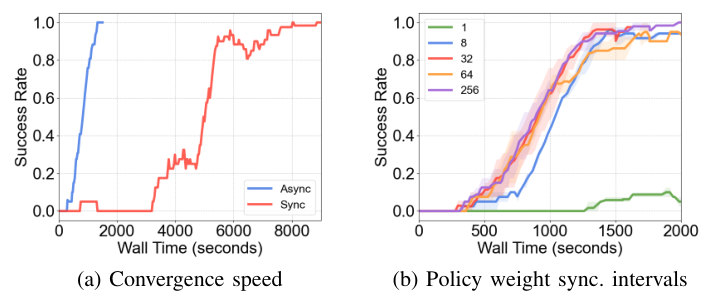 1.0
0.8
0.6
0.4
0.2
0.0
Success Rate
0 2000 4000 6000 8000
Wall Time (seconds)
Async
Sync
(a) Convergence speed
1.0
0.8
0.6
0.4
0.2
0.0
Success Rate
1
8
32
64
256
0 500 1000 1500 2000
Wall Time (seconds)
(b) Policy weight sync. intervals